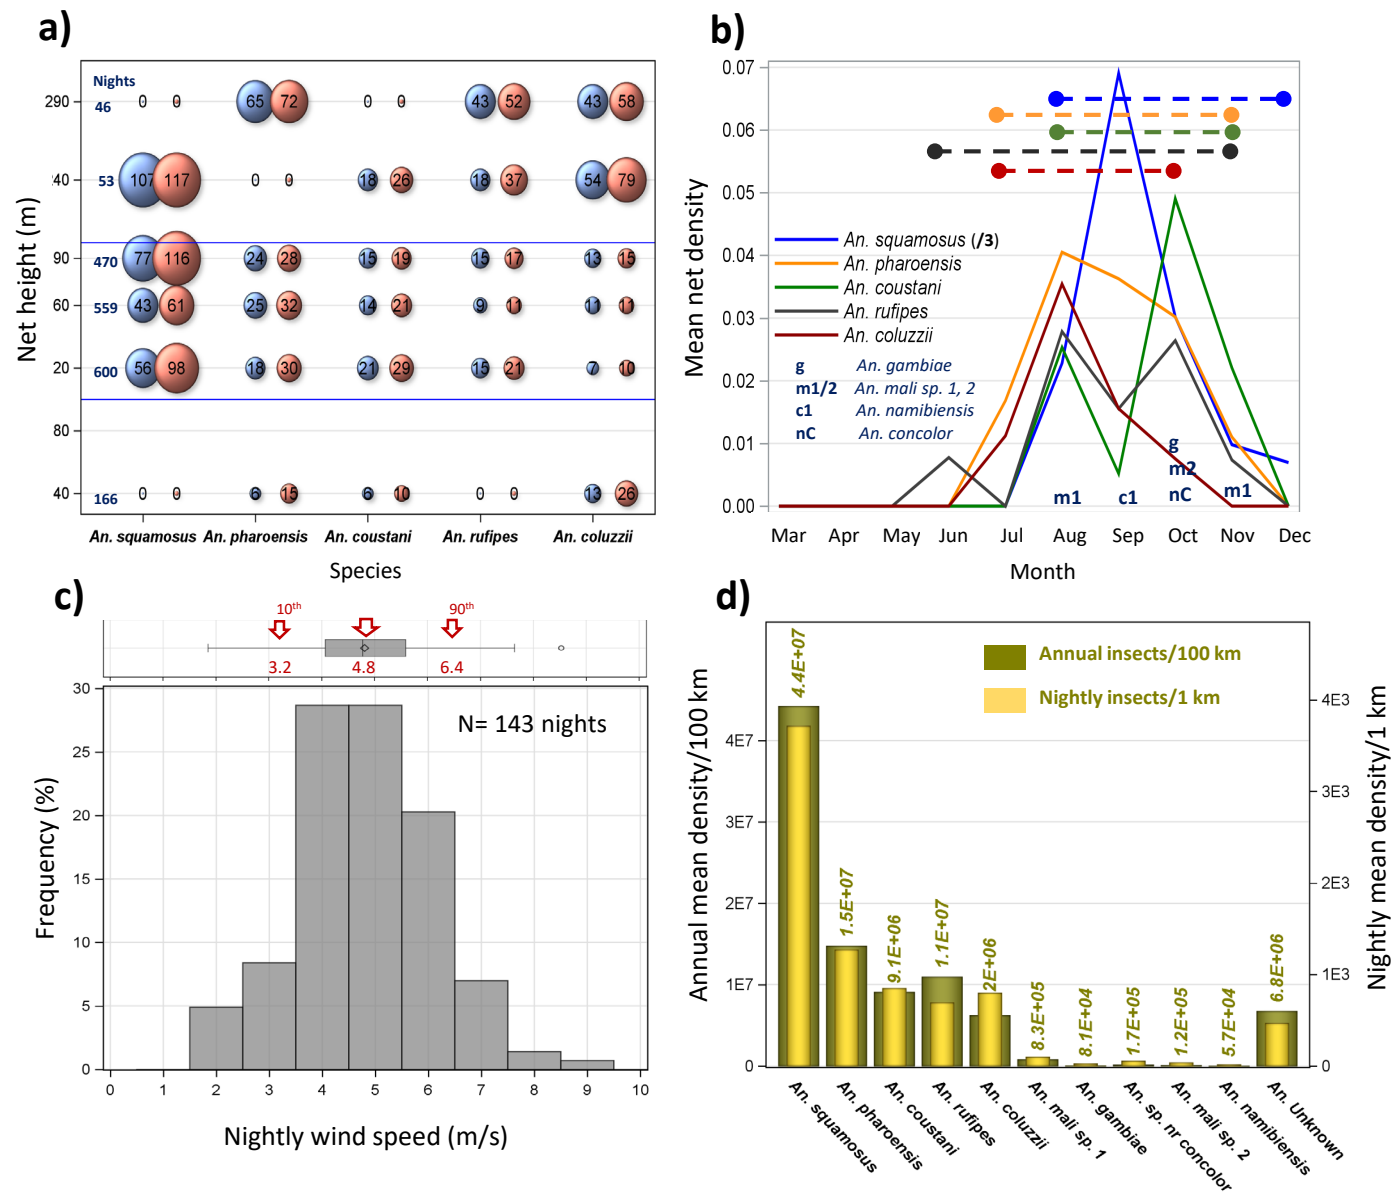 a)
Nights
290
46
0
0
65
72
0
0
43
52
43
58
140
53
107
117
0
0
18
26
18
37
54
79
90
470
77
116
24
28
15
19
15
17
13
15
60
559
43
61
25
32
14
21
9
11
11
11
20
600
56
98
18
30
21
29
15
21
7
10
80
40
166
0
0
6
15
6
10
0
0
13
26
Net height (m)
An. squamosus An. pharoensis An. coustani An. rufipes An. coluzzii
Species
b)
0.07
0.06
0.05
0.04
0.03
0.02
0.01
0.00
Mean net density
An. squamosus (/3)
An. pharoensis
An. coustani
An. rufipes
An. coluzzii
g An. gambiae
m1/2 An. mali sp. 1, 2
c1 An. namibiensis
nC An. concolor
g
m2
m1 c1 nC m1
Mar Apr May Jun Jul Aug Sep Oct Nov Dec
Month
c)
10th 90th
3.2 4.8 6.4
30
25
20
15
10
5
0
Frequency (%)
N= 143 nights
0 1 2 3 4 5 6 7 8 9 10
Nightly wind speed (m/s)
d)
Annual insects/100 km
Nightly insects/1 km
Annual mean density/100 km
4E7
3E7
2E7
1E7
0
4.4E+07
1.5E+07
9.1E+06
1.1E+07
2E+06
8.3E+05
8.1E+04
1.7E+05
1.2E+05
5.7E+04
6.8E+06
4E3
3E3
2E3
1E3
0
Nightly mean density/1 km
An. squamosus
An. pharoensis
An. coustani
An. rufipes
An. coluzzii
An. mali sp. 1
An. gambiae
An. sp. nr concolor
An. mali sp. 2
An. namibiensis
An. Unknown